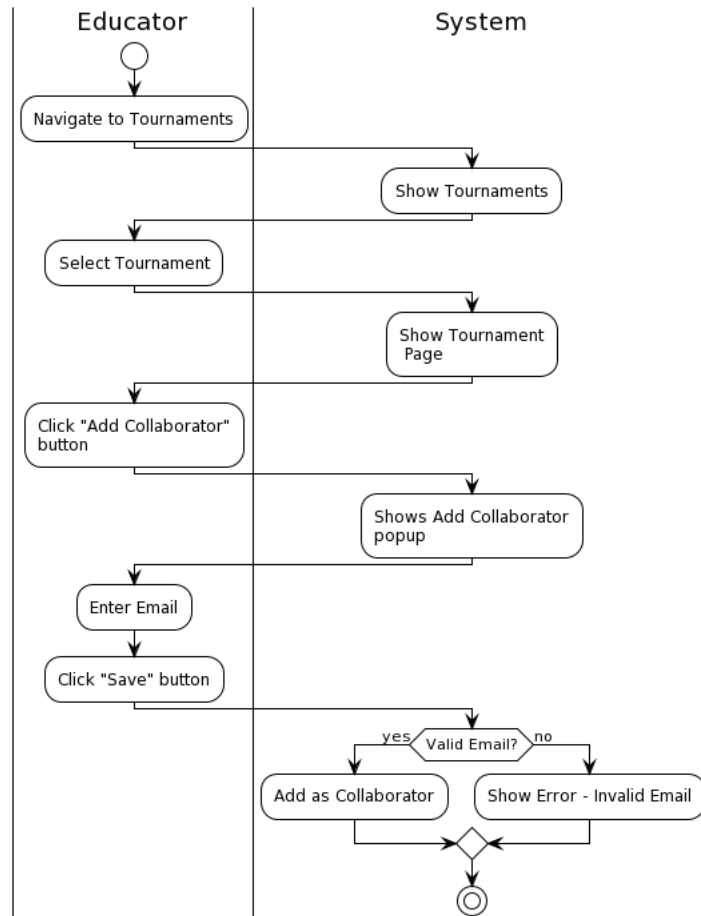 Educator
System
Navigate to Tournaments
Show Tournaments
Select Tournament
Show Tournament
Page
Click "Add Collaborator"
button
Shows Add Collaborator
popup
Enter Email
Click "Save" button
yes
Valid Email?
no
Add as Collaborator
Show Error - Invalid Email